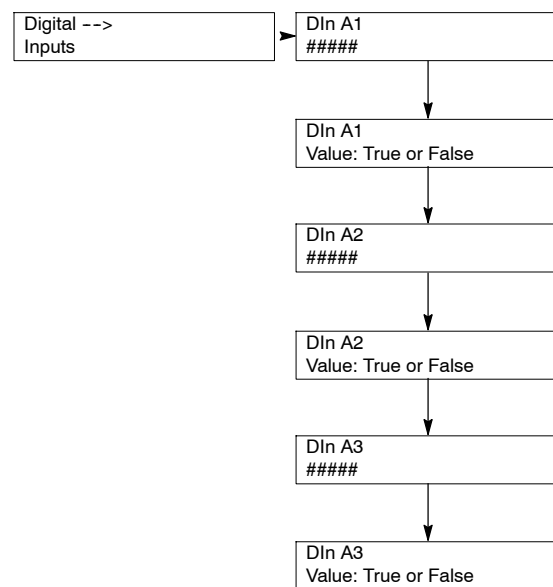 Digital -->
Inputs
DIn A1
#####
DIn A1
Value: True or False
DIn A2
#####
DIn A2
Value: True or False
DIn A3
#####
DIn A3
Value: True or False